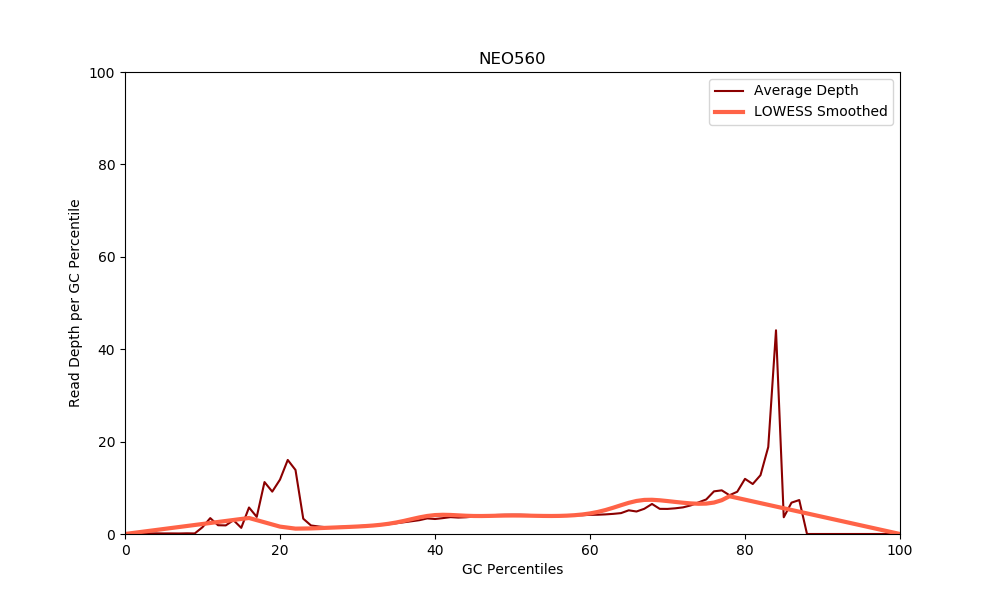 NEO560
100
80
60
40
20
0
Read Depth per GC Percentile
Average Depth
LOWESS Smoothed
0 20 40 60 80 100
GC Percentiles